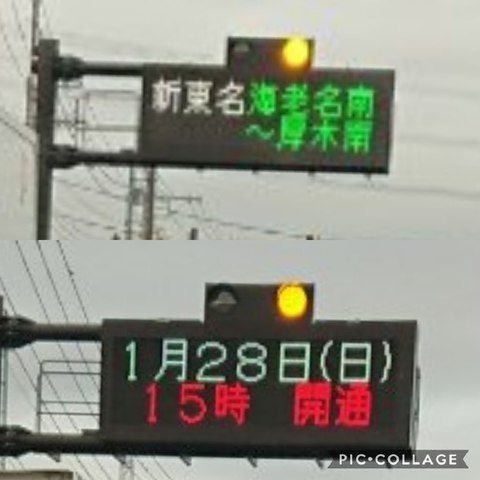 新東名海老名南
～厚木南
1月28日(日)
15時 開通
PIC•COLLAGE